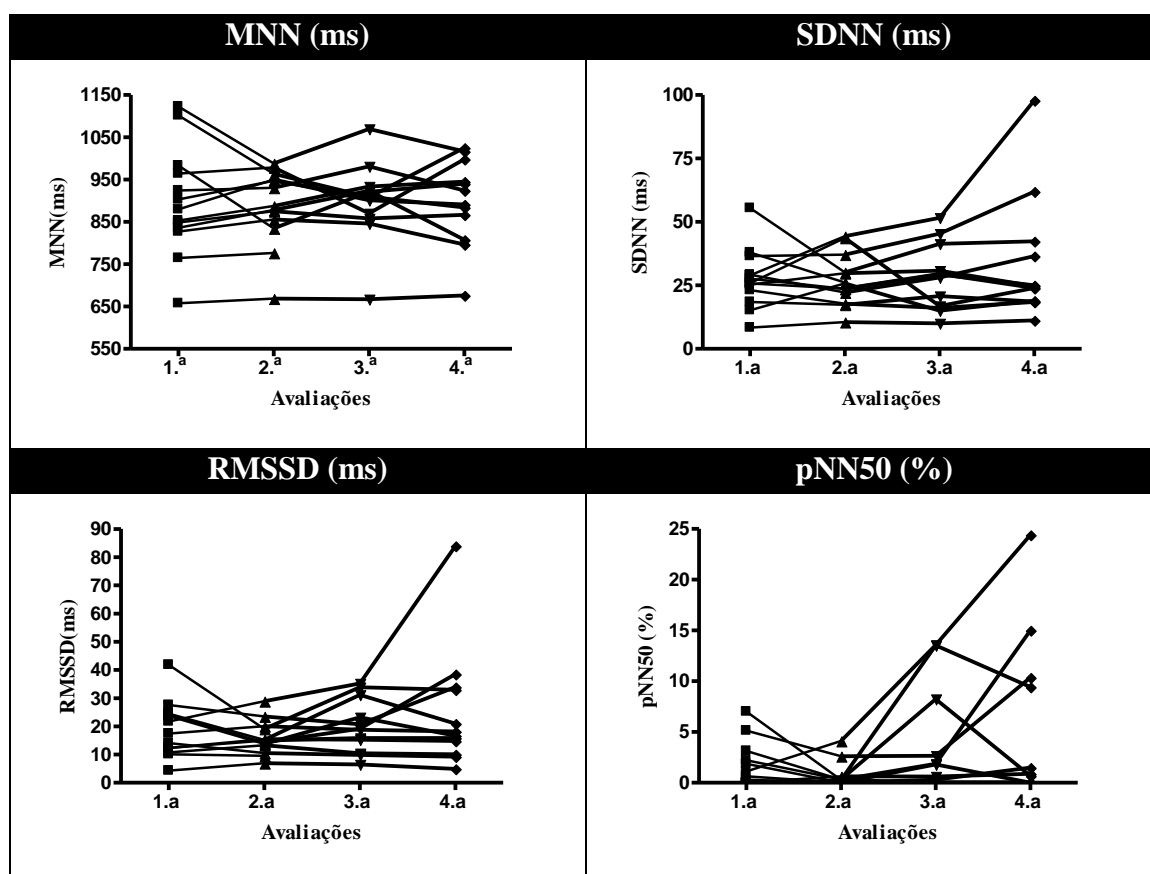 MNN (ms)
SDNN (ms)
1150
1050
950
850
750
650
550
MNN(ms)
1.ª
2.ª
3.ª
4.ª
Avaliações
100
75
50
25
0
SDNN (ms)
1.a
2.a
3.a
4.a
Avaliações
RMSSD (ms)
pNN50 (%)
90
80
70
60
50
40
30
20
10
0
RMSSD(ms)
1.a
2.a
3.a
4.a
Avaliações
25
20
15
10
5
0
pNN50 (%)
1.a
2.a
3.a
4.a
Avaliações